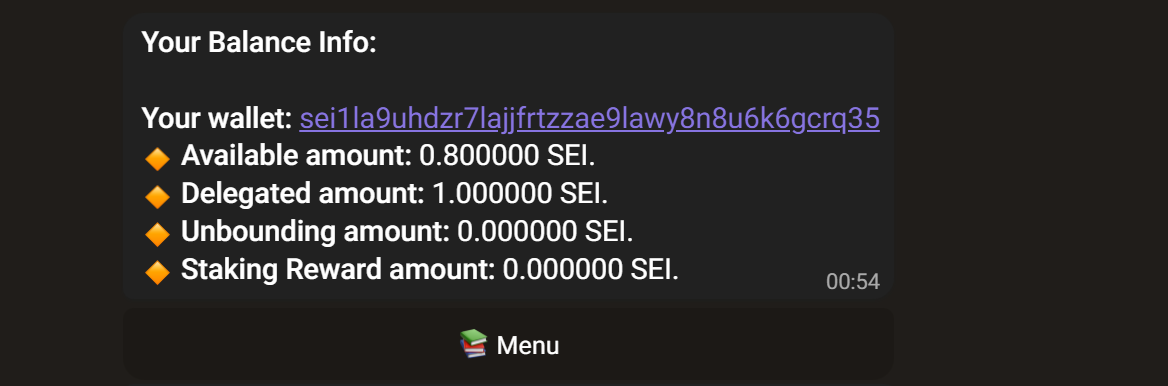 Your Balance Info:
Your wallet: sei1la9uhdzr7lajjfrtzzae9lawy8n8u6k6gcrq35
🔸 Available amount: 0.800000 SEI.
🔸 Delegated amount: 1.000000 SEI.
🔸 Unbounding amount: 0.000000 SEI.
🔸 Staking Reward amount: 0.000000 SEI.
00:54
📚 Menu